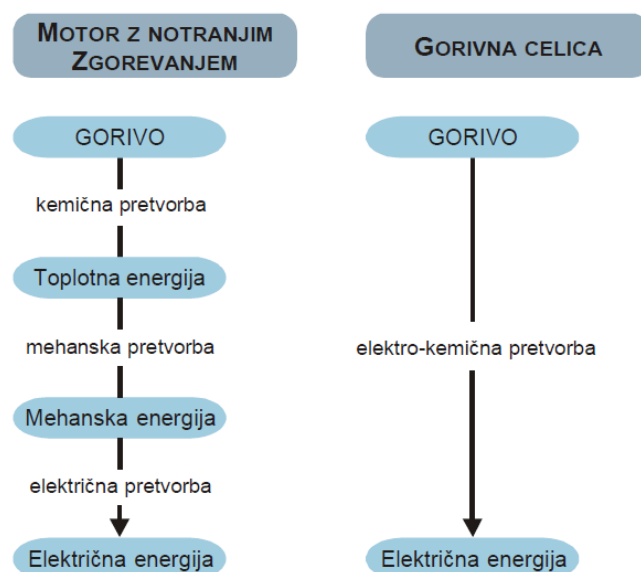 MOTOR Z NOTRANJIM
ZGOREVANJEM
GORIVO
kemična pretvorba
Toplotna energija
mehanska pretvorba
Mehanska energija
električna pretvorba
Električna energija
GORIVNA CELICA
GORIVO
elektro-kemična pretvorba
Električna energija